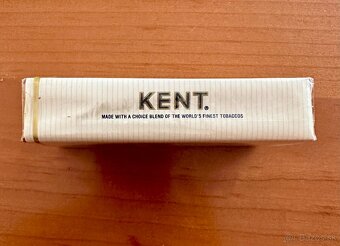 KENT.
MADE WITH A CHOICE BLEND OF THE WORLD'S FINEST TOBACCOS